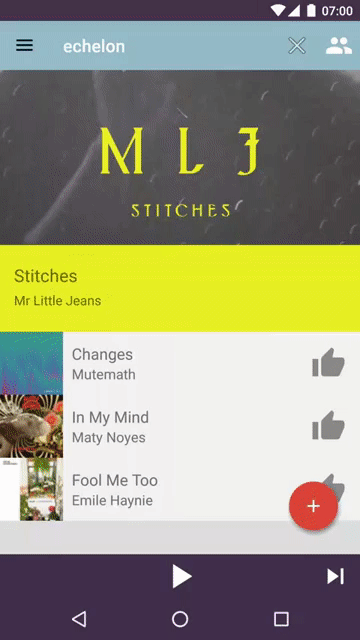 07:00
echelon
M L J
STITCHES
Stitches
Mr Little Jeans
Changes
Mutemath
In My Mind
Maty Noyes
Fool Me Too
Emile Haynie